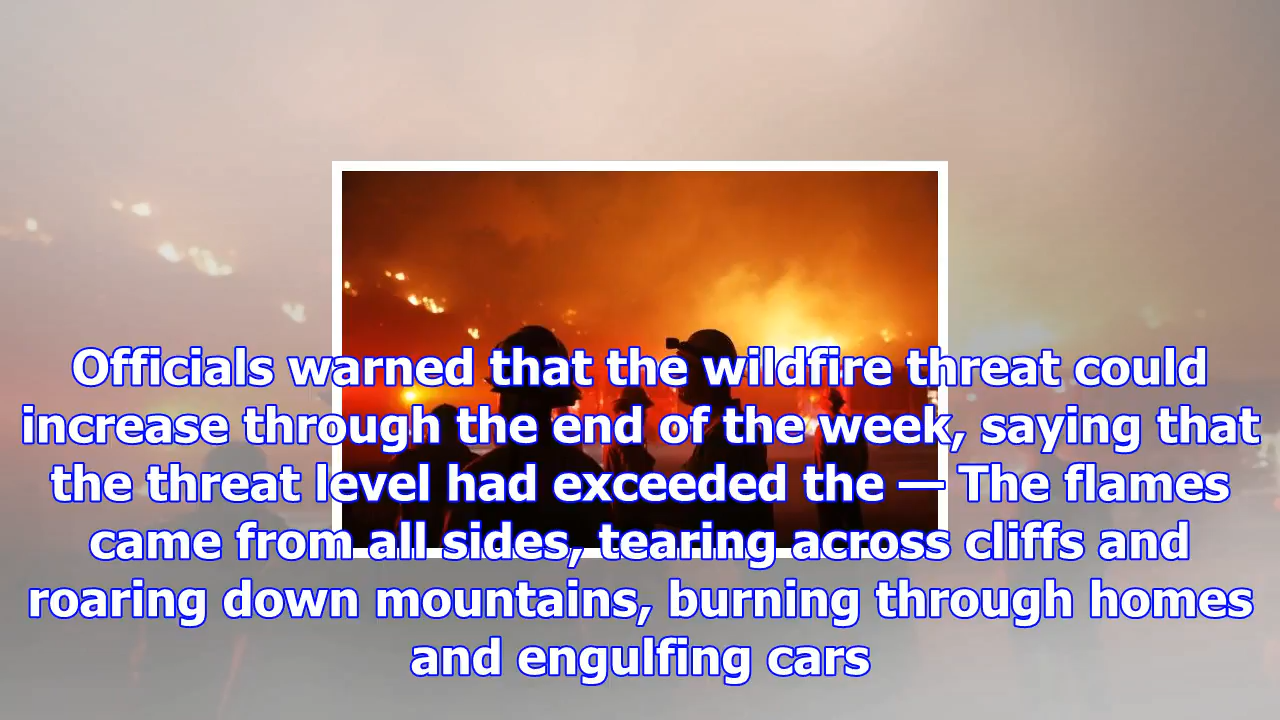 Officials warned that the wildfire threat could
increase through the end of the week, saying that
the threat level had exceeded the — The flames
came from all sides, tearing across cliffs and
roaring down mountains, burning through homes
and engulfing cars